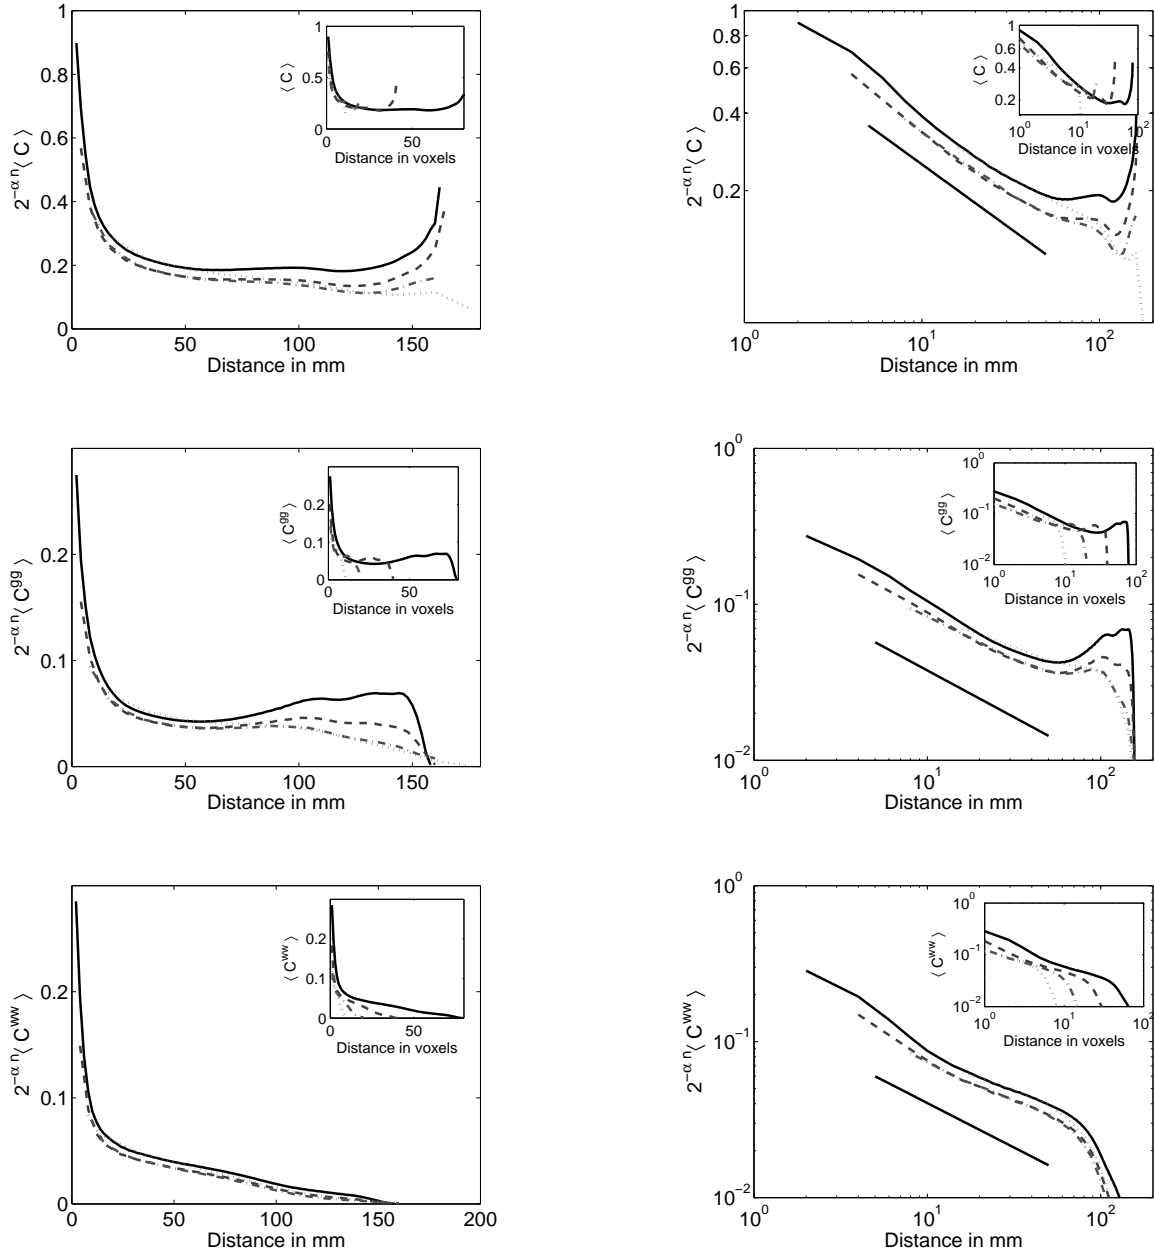 1
0.8
0.6
0.4
0.2
0
2^{-α n}⟨ C ⟩
0 50 100 150
Distance in mm
1
0.5
0
⟨ C ⟩
0 50
Distance in voxels
1
0.8
0.6
0.4
0.2
2^{-α n}⟨ C ⟩
10^0 10^1 10^2
Distance in mm
1
0.4
0.2
⟨ C ⟩
10^0 10^1 10^2
Distance in voxels
0.2
0.1
0
2^{-α n}⟨ C^{gg} ⟩
0 50 100 150
Distance in mm
0.2
0.1
0
⟨ C^{gg} ⟩
0 50
Distance in voxels
10^0
10^{-1}
10^{-2}
2^{-α n}⟨ C^{gg} ⟩
10^0 10^1 10^2
Distance in mm
10^0
10^{-1}
10^{-2}
⟨ C^{gg} ⟩
10^0 10^1 10^2
Distance in voxels
0.2
0.1
0
2^{-α n}⟨ C^{ww} ⟩
0 50 100 150 200
Distance in mm
0.2
0.1
0
⟨ C^{ww} ⟩
0 50
Distance in voxels
10^0
10^{-1}
10^{-2}
2^{-α n}⟨ C^{ww} ⟩
10^0 10^1 10^2
Distance in mm
10^0
10^{-1}
10^{-2}
⟨ C^{ww} ⟩
10^0 10^1 10^2
Distance in voxels